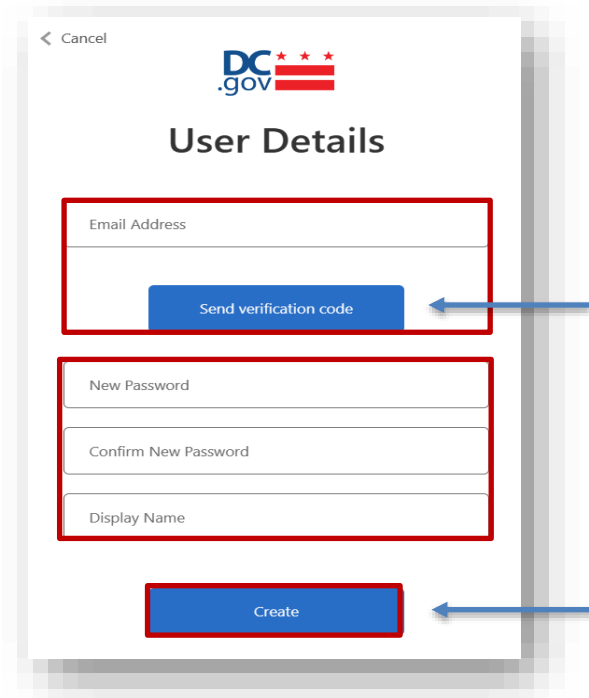 Cancel
DC
.gov
User Details
Email Address
Send verification code
New Password
Confirm New Password
Display Name
Create